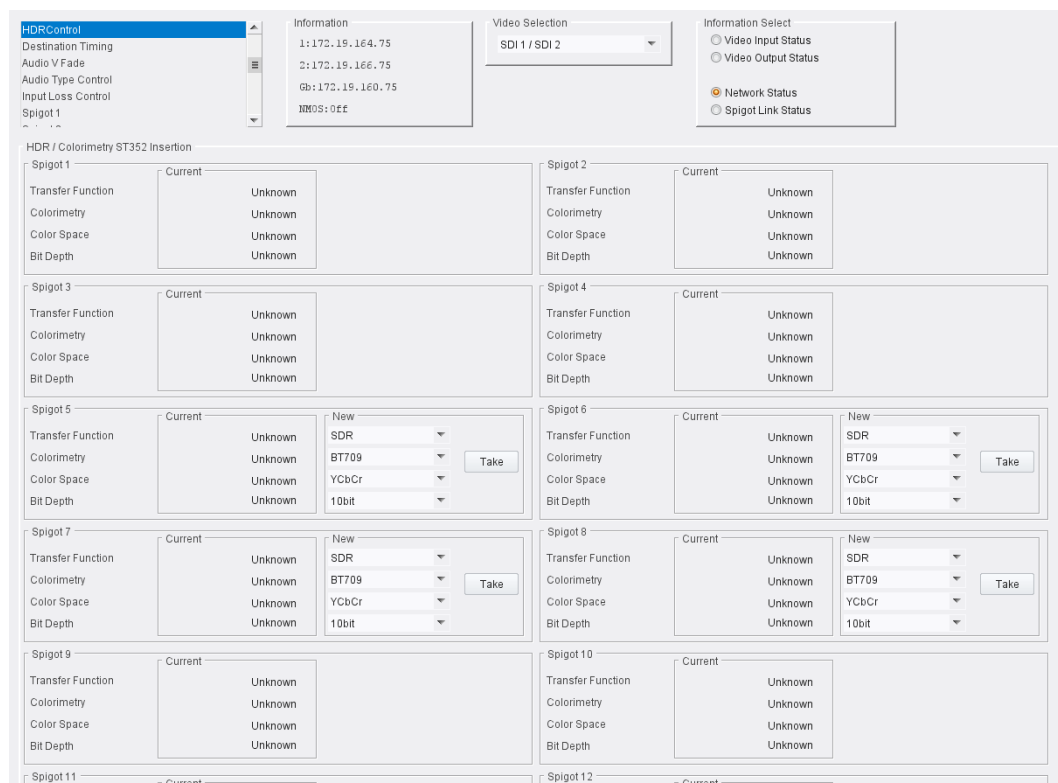 HDRControl
Destination Timing
Audio V Fade
Audio Type Control
Input Loss Control
Spigot 1
Information
1:172.19.164.75
2:172.19.166.75
Gb:172.19.160.75
NMOS:Off
Video Selection
SDI 1 / SDI 2
Information Select
Video Input Status
Video Output Status
Network Status
Spigot Link Status
HDR / Colorimetry ST352 Insertion
Spigot 1
Current
Transfer Function Unknown
Colorimetry Unknown
Color Space Unknown
Bit Depth Unknown
Spigot 2
Current
Transfer Function Unknown
Colorimetry Unknown
Color Space Unknown
Bit Depth Unknown
Spigot 3
Current
Transfer Function Unknown
Colorimetry Unknown
Color Space Unknown
Bit Depth Unknown
Spigot 4
Current
Transfer Function Unknown
Colorimetry Unknown
Color Space Unknown
Bit Depth Unknown
Spigot 5
Current New
Transfer Function Unknown SDR
Colorimetry Unknown BT709 Take
Color Space Unknown YCbCr
Bit Depth Unknown 10bit
Spigot 6
Current New
Transfer Function Unknown SDR
Colorimetry Unknown BT709 Take
Color Space Unknown YCbCr
Bit Depth Unknown 10bit
Spigot 7
Current New
Transfer Function Unknown SDR
Colorimetry Unknown BT709 Take
Color Space Unknown YCbCr
Bit Depth Unknown 10bit
Spigot 8
Current New
Transfer Function Unknown SDR
Colorimetry Unknown BT709 Take
Color Space Unknown YCbCr
Bit Depth Unknown 10bit
Spigot 9
Current
Transfer Function Unknown
Colorimetry Unknown
Color Space Unknown
Bit Depth Unknown
Spigot 10
Current
Transfer Function Unknown
Colorimetry Unknown
Color Space Unknown
Bit Depth Unknown
Spigot 11
Current
Spigot 12
Current